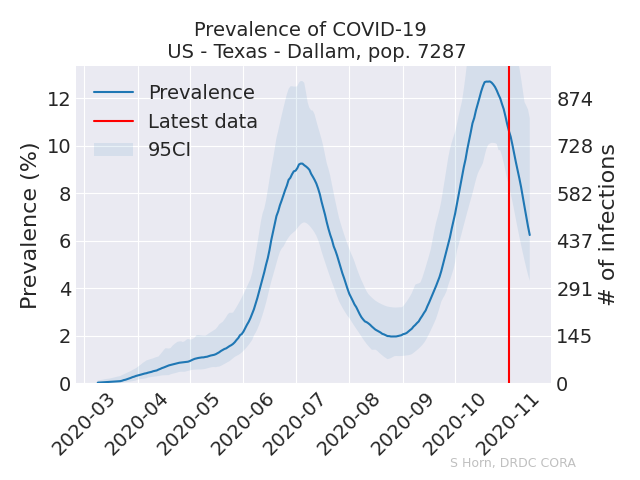 Prevalence of COVID-19
US - Texas - Dallam, pop. 7287
Prevalence
Latest data
95CI
Prevalence (%)
12
10
8
6
4
2
0
874
728
582
437
291
145
0
# of infections
2020-03
2020-04
2020-05
2020-06
2020-07
2020-08
2020-09
2020-10
2020-11
S Horn, DRDC CORA